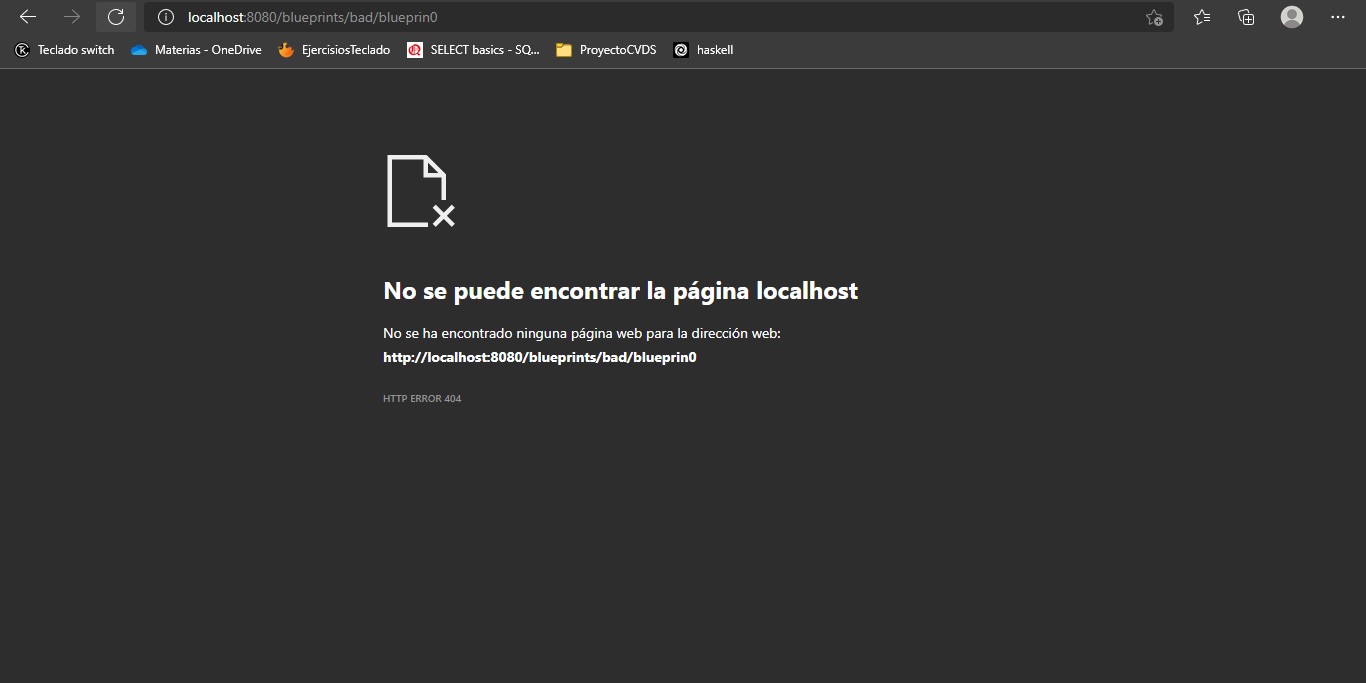 localhost:8080/blueprints/bad/blueprin0
Teclado switch Materias - OneDrive EjercisiosTeclado SELECT basics - SQ... ProyectoCVDS haskell
No se puede encontrar la página localhost
No se ha encontrado ninguna página web para la dirección web:
http://localhost:8080/blueprints/bad/blueprin0
HTTP ERROR 404